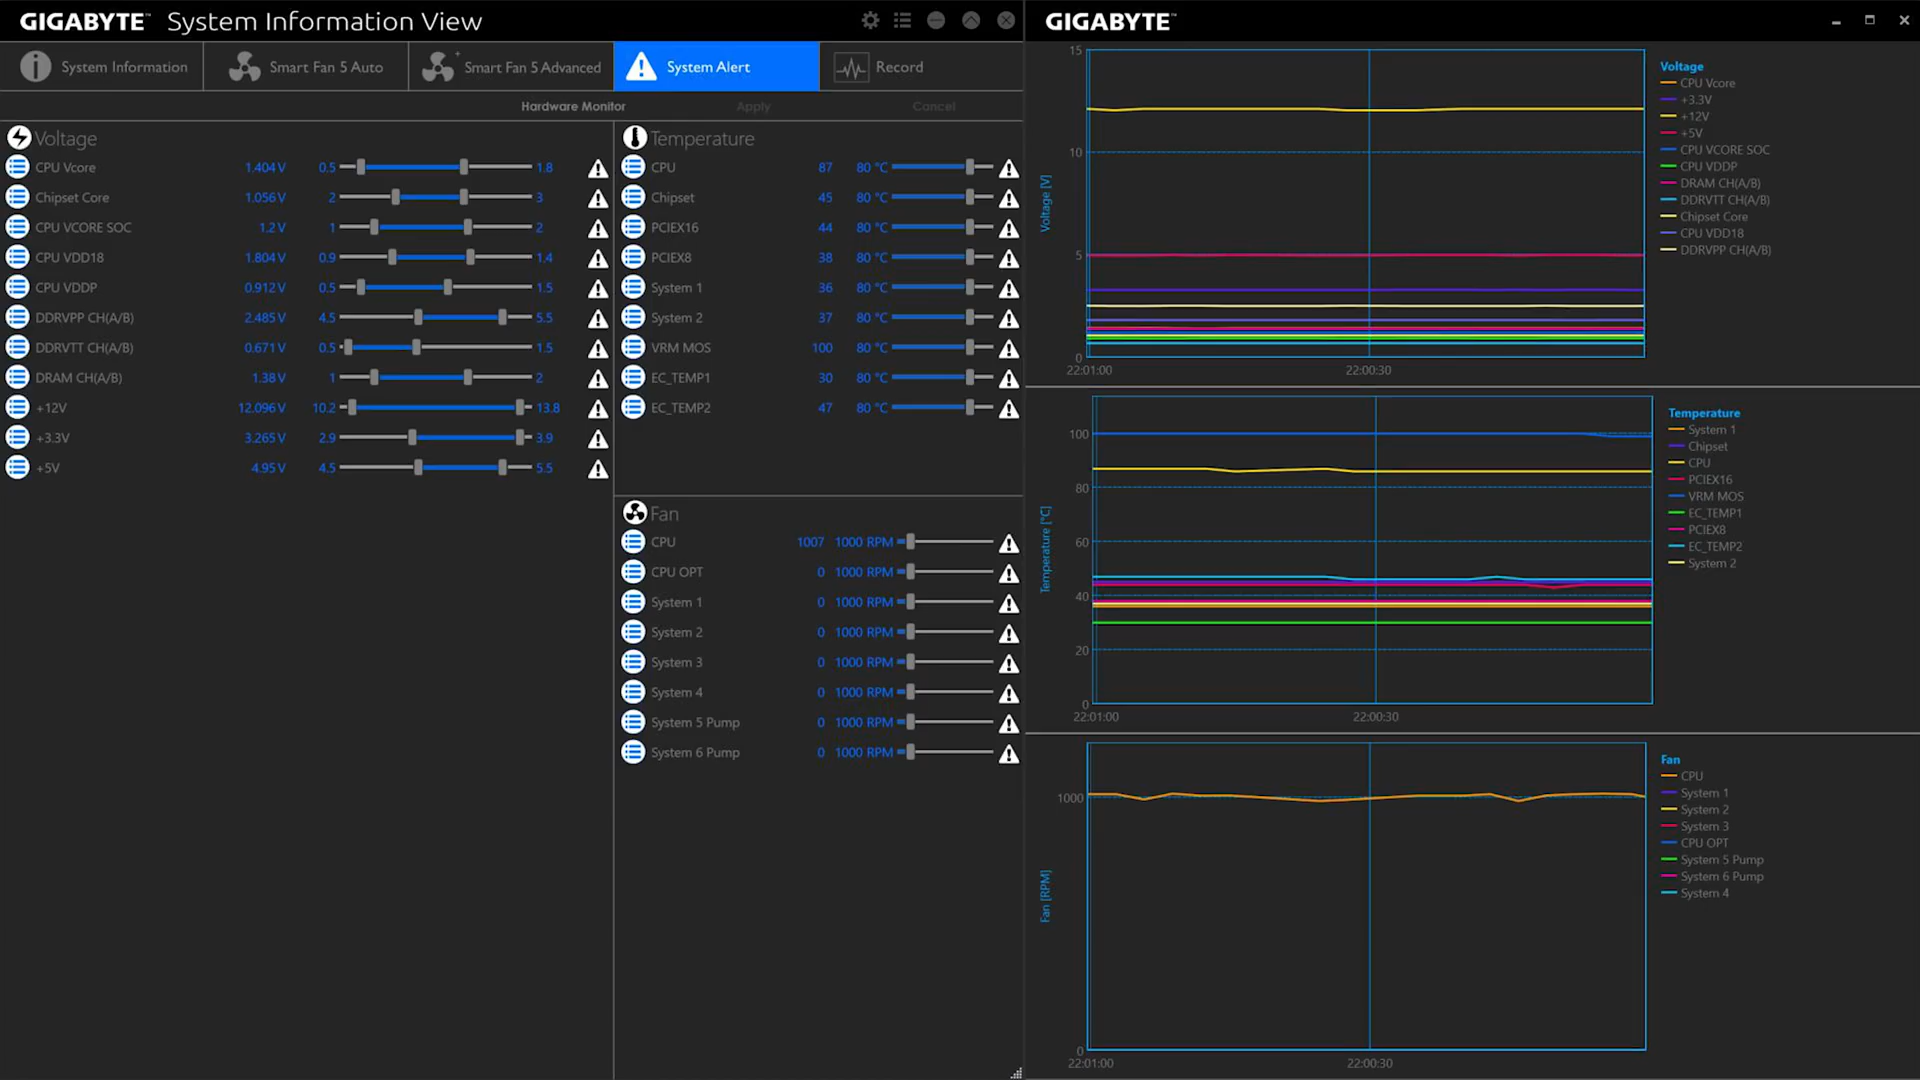 GIGABYTE™ System Information View
System Information
Smart Fan 5 Auto
Smart Fan 5 Advanced
System Alert
Record
Hardware Monitor
Apply
Cancel
Voltage
CPU Vcore 1.404 V 0.5 1.8
Chipset Core 1.056 V 2 3
CPU VCORE SOC 1.2 V 1 2
CPU VDD18 1.804 V 0.9 1.4
CPU VDDP 0.912 V 0.5 1.5
DDRVPP CH(A/B) 2.485 V 4.5 5.5
DDRVTT CH(A/B) 0.671 V 0.5 1.5
DRAM CH(A/B) 1.38 V 1 2
+12V 12.096 V 10.2 13.8
+3.3V 3.265 V 2.9 3.9
+5V 4.95 V 4.5 5.5
Temperature
CPU 87 80 °C
Chipset 45 80 °C
PCIEX16 44 80 °C
PCIEX8 38 80 °C
System 1 36 80 °C
System 2 37 80 °C
VRM MOS 100 80 °C
EC_TEMP1 30 80 °C
EC_TEMP2 47 80 °C
Fan
CPU 1007 1000 RPM
CPU OPT 0 1000 RPM
System 1 0 1000 RPM
System 2 0 1000 RPM
System 3 0 1000 RPM
System 4 0 1000 RPM
System 5 Pump 0 1000 RPM
System 6 Pump 0 1000 RPM
GIGABYTE™
15
10
5
0
Voltage [V]
22:01:00 22:00:30
Voltage
CPU Vcore
+3.3V
+12V
+5V
CPU VCORE SOC
CPU VDDP
DRAM CH(A/B)
DDRVTT CH(A/B)
Chipset Core
CPU VDD18
DDRVPP CH(A/B)
100
80
60
40
20
0
Temperature [°C]
22:01:00 22:00:30
Temperature
System 1
Chipset
CPU
PCIEX16
VRM MOS
EC_TEMP1
PCIEX8
EC_TEMP2
System 2
1000
0
Fan [RPM]
22:01:00 22:00:30
Fan
CPU
System 1
System 2
System 3
CPU OPT
System 5 Pump
System 6 Pump
System 4